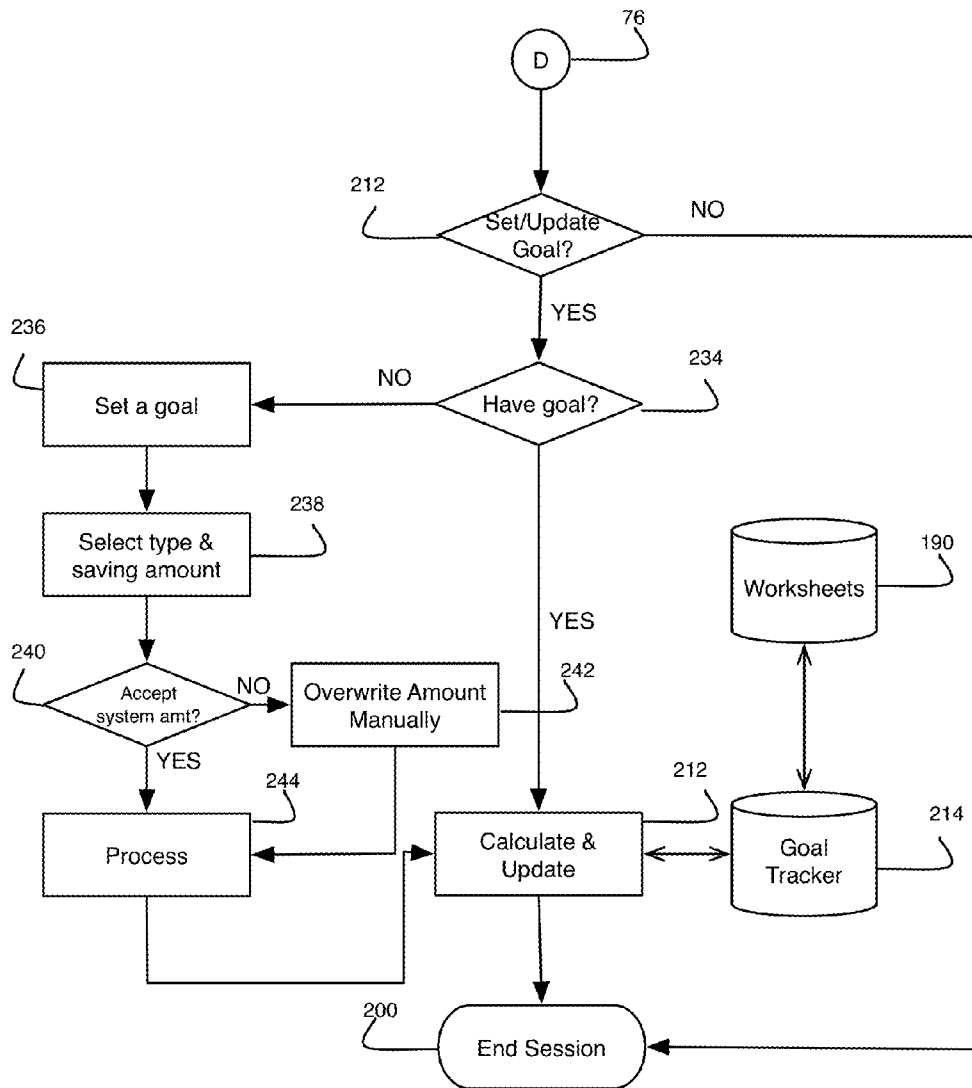 76
D
212
Set/Update
Goal?
NO
YES
236
234
NO
Set a goal
Have goal?
238
Select type &
saving amount
190
Worksheets
YES
240
NO
Accept
system amt?
Overwrite Amount
Manually
242
YES
244
212
214
Process
Calculate &
Update
Goal
Tracker
200
End Session